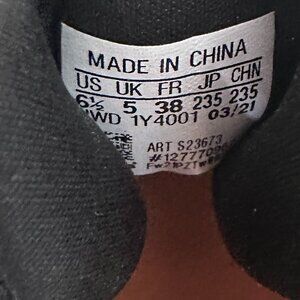 MADE IN CHINA
US UK FR JP CHN
6½ 5 38 235 235
1Y4001 03/21
ART S23673